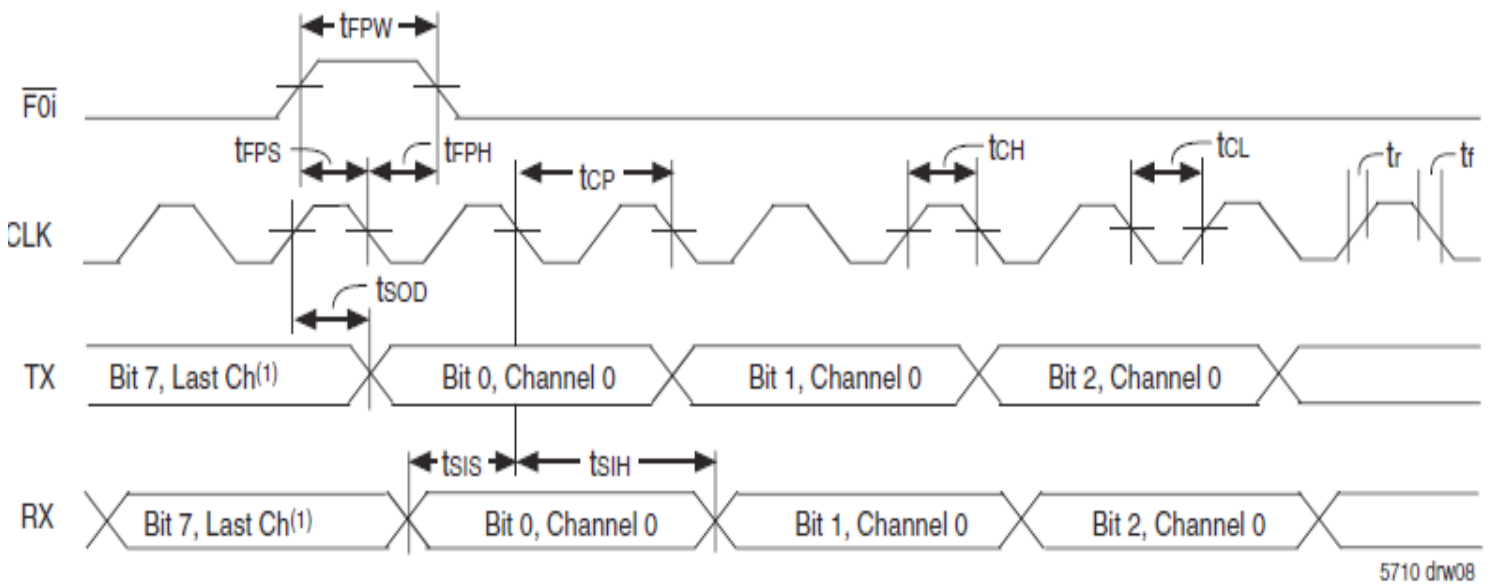 tFPW
F0i
tFPS
tFPH
tCH
tCL
tr
tf
tCP
CLK
tSOD
TX
Bit 7, Last Ch(1)
Bit 0, Channel 0
Bit 1, Channel 0
Bit 2, Channel 0
tSIS
tSIH
RX
Bit 7, Last Ch(1)
Bit 0, Channel 0
Bit 1, Channel 0
Bit 2, Channel 0
5710 drw08